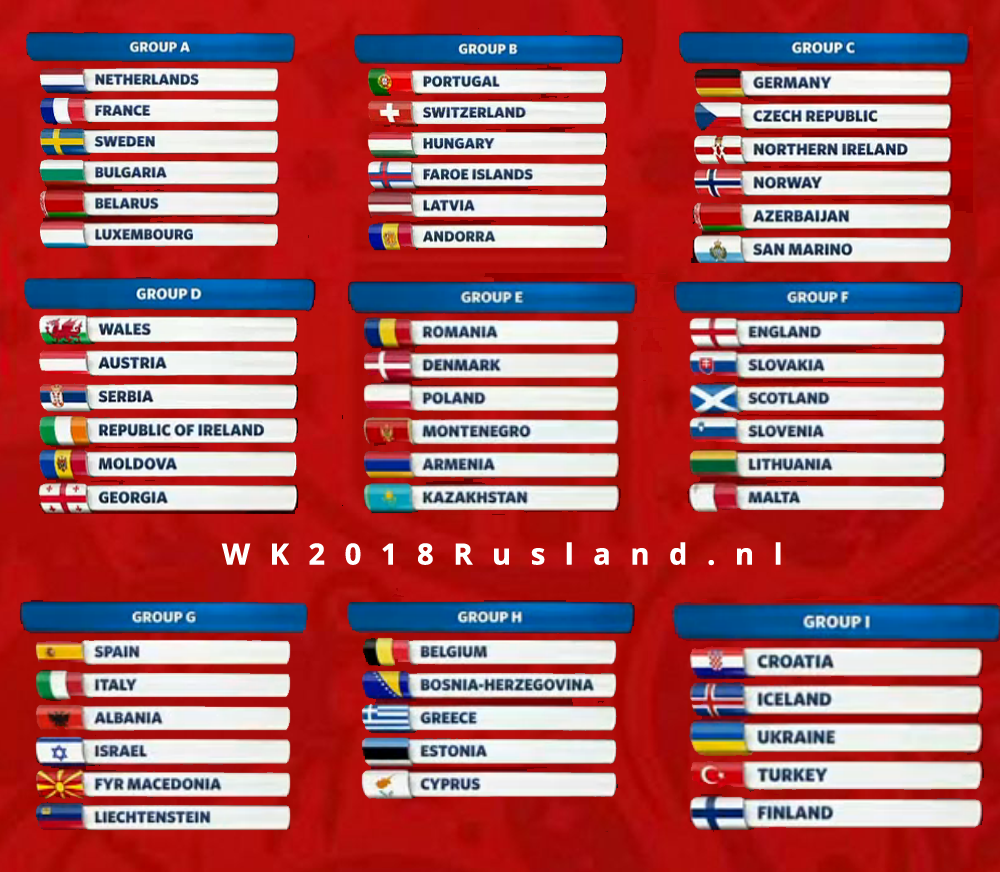 GROUP A
NETHERLANDS
FRANCE
SWEDEN
BULGARIA
BELARUS
LUXEMBOURG
GROUP B
PORTUGAL
SWITZERLAND
HUNGARY
FAROE ISLANDS
LATVIA
ANDORRA
GROUP C
GERMANY
CZECH REPUBLIC
NORTHERN IRELAND
NORWAY
AZERBAIJAN
SAN MARINO
GROUP D
WALES
AUSTRIA
SERBIA
REPUBLIC OF IRELAND
MOLDOVA
GEORGIA
GROUP E
ROMANIA
DENMARK
POLAND
MONTENEGRO
ARMENIA
KAZAKHSTAN
GROUP F
ENGLAND
SLOVAKIA
SCOTLAND
SLOVENIA
LITHUANIA
MALTA
WK2018Rusland.nl
GROUP G
SPAIN
ITALY
ALBANIA
ISRAEL
FYR MACEDONIA
LIECHTENSTEIN
GROUP H
BELGIUM
BOSNIA-HERZEGOVINA
GREECE
ESTONIA
CYPRUS
GROUP I
CROATIA
ICELAND
UKRAINE
TURKEY
FINLAND